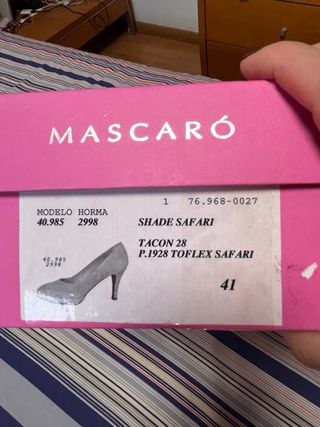 MASCARÓ
1 76.968-0027
MODELO HORMA
40.985 2998 SHADE SAFARI
TACON 28
40.985
2998
P.1928 TOFLEX SAFARI
41